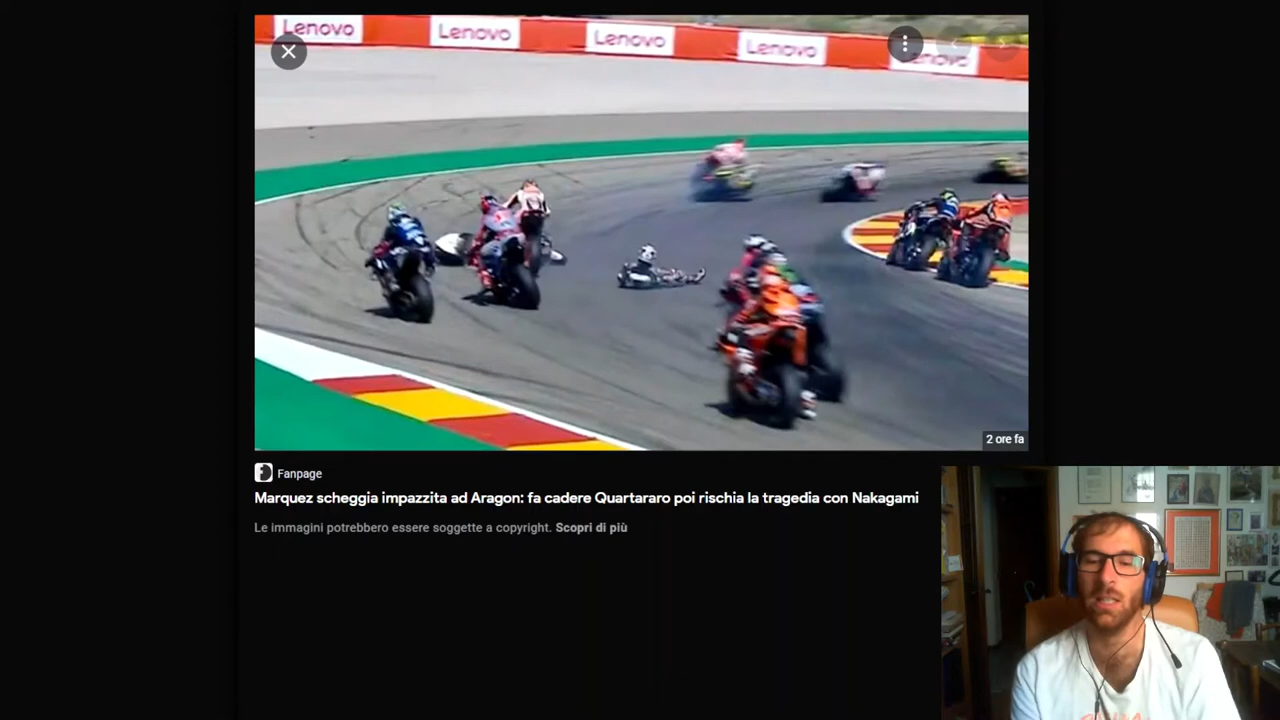 Lenovo
Lenovo
Lenovo
Lenovo
Lenovo
2 ore fa
Fanpage
Marquez scheggia impazzita ad Aragon: fa cadere Quartararo poi rischia la tragedia con Nakagami
Le immagini potrebbero essere soggette a copyright. Scopri di più